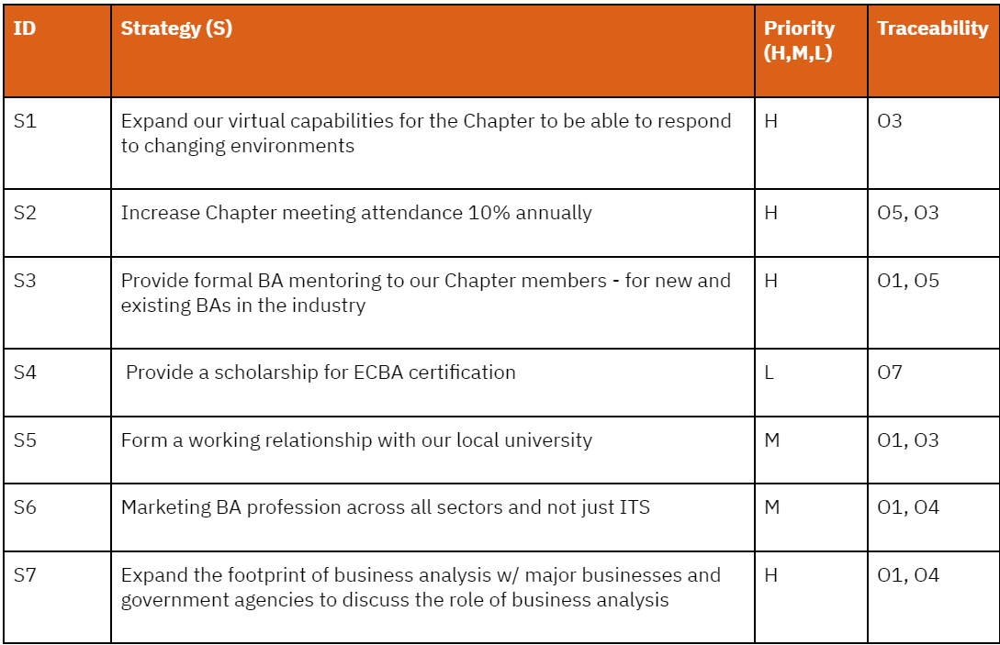 ID Strategy (S) Priority (H,M,L) Traceability
S1 Expand our virtual capabilities for the Chapter to be able to respond H O3
to changing environments
S2 Increase Chapter meeting attendance 10% annually H O5, O3
S3 Provide formal BA mentoring to our Chapter members - for new and H O1, O5
existing BAs in the industry
S4 Provide a scholarship for ECBA certification L O7
S5 Form a working relationship with our local university M O1, O3
S6 Marketing BA profession across all sectors and not just ITS M O1, O4
S7 Expand the footprint of business analysis w/ major businesses and H O1, O4
government agencies to discuss the role of business analysis